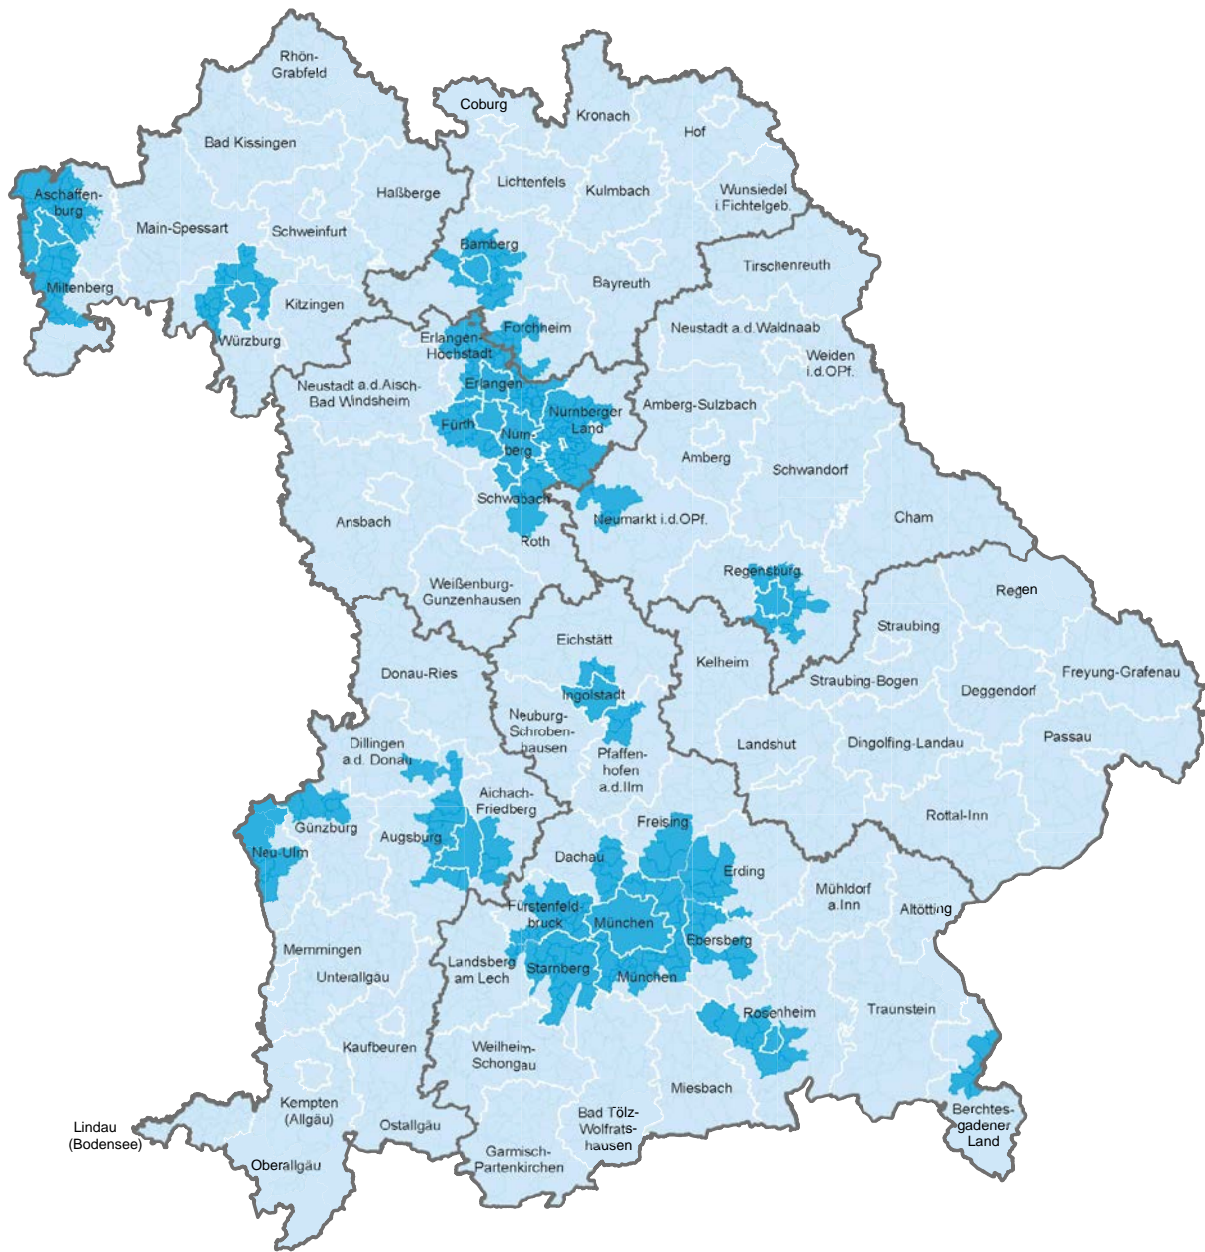 Rhön-
Grabfeld
Coburg
Kronach
Hof
Bad Kissingen
Lichtenfels
Kulmbach
Wunsiedel
i.Fichtelgeb.
Haßberge
Aschaffen-
burg
Main-Spessart
Schweinfurt
Bamberg
Tirschenreuth
Bayreuth
Miltenberg
Kitzingen
Würzburg
Forchheim
Neustadt a.d.Waldnaab
Erlangen-
Höchstadt
Weiden
i.d.OPf.
Neustadt a.d.Aisch-
Bad Windsheim
Erlangen
Nürnberger
Land
Amberg-Sulzbach
Fürth
Nürn-
berg
Amberg
Schwandorf
Schwabach
Ansbach
Neumarkt i.d.OPf.
Cham
Roth
Regensburg
Weißenburg-
Gunzenhausen
Regen
Straubing
Eichstätt
Kelheim
Donau-Ries
Straubing-Bogen
Freyung-Grafenau
Deggendorf
Ingolstadt
Neuburg-
Schroben-
hausen
Passau
Landshut
Dingolfing-Landau
Dillingen
a.d. Donau
Pfaffen-
hofen
a.d.Ilm
Aichach-
Friedberg
Rottal-Inn
Günzburg
Augsburg
Freising
Neu-Ulm
Dachau
Erding
Mühldorf
a.Inn
Altötting
Fürstenfeld-
bruck
München
Ebersberg
Memmingen
Unterallgäu
Landsberg
am Lech
Starnberg
München
Rosenheim
Traunstein
Kaufbeuren
Weilheim-
Schongau
Miesbach
Kempten
(Allgäu)
Ostallgäu
Bad Tölz-
Wolfrats-
hausen
Berchtes-
gadener
Land
Lindau
(Bodensee)
Oberallgäu
Garmisch-
Partenkirchen